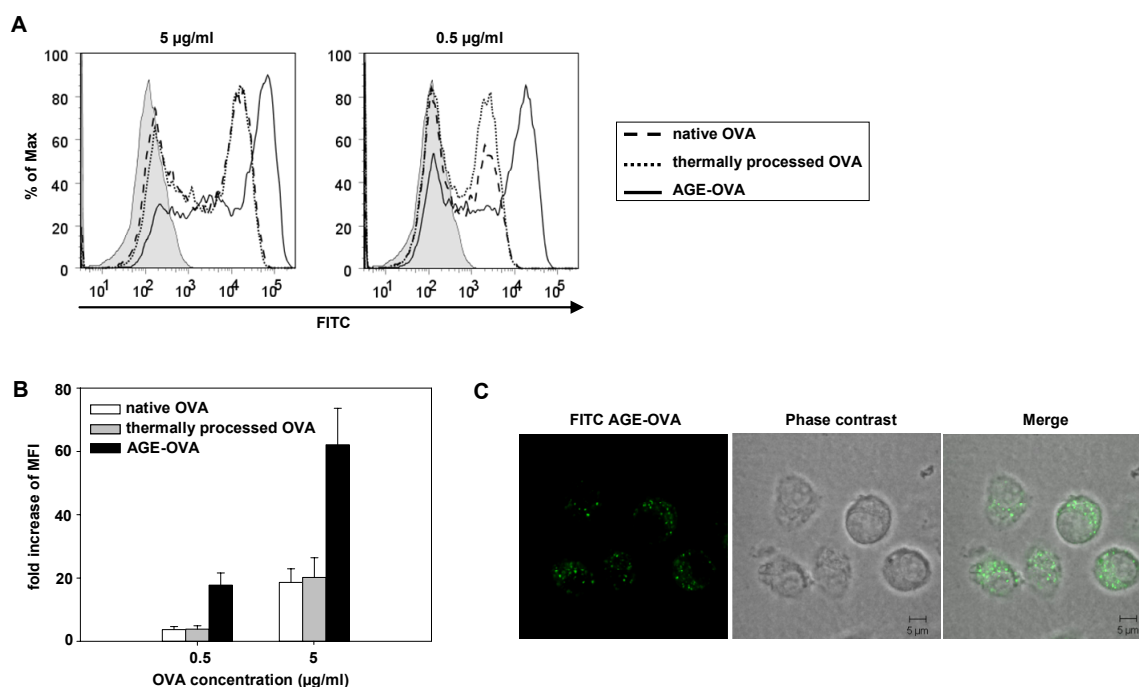 A
5 µg/ml
0.5 µg/ml
100
80
60
40
20
0
% of Max
10¹ 10² 10³ 10⁴ 10⁵
100
80
60
40
20
0
10¹ 10² 10³ 10⁴ 10⁵
FITC
native OVA
thermally processed OVA
AGE-OVA
B
80
60
40
20
0
fold increase of MFI
native OVA
thermally processed OVA
AGE-OVA
0.5 5
OVA concentration (µg/ml)
C
FITC AGE-OVA Phase contrast Merge
5 µm
5 µm